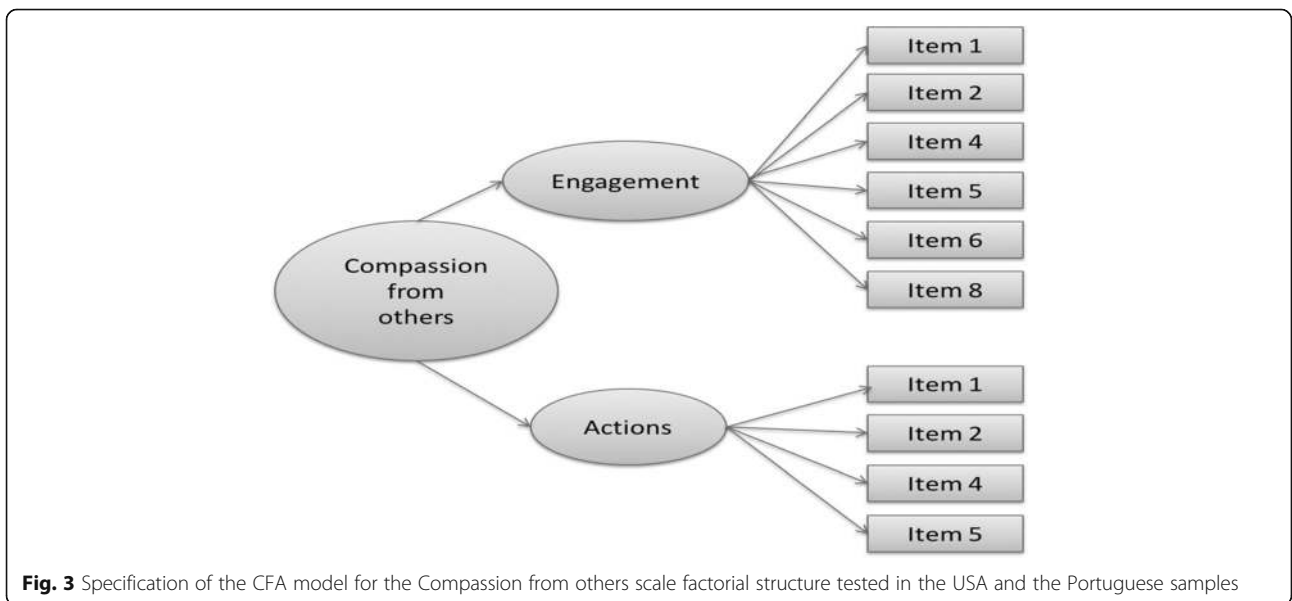 Item 1
Item 2
Item 4
Engagement
Item 5
Item 6
Item 8
Compassion
from
others
Item 1
Item 2
Actions
Item 4
Item 5
Fig. 3 Specification of the CFA model for the Compassion from others scale factorial structure tested in the USA and the Portuguese samples